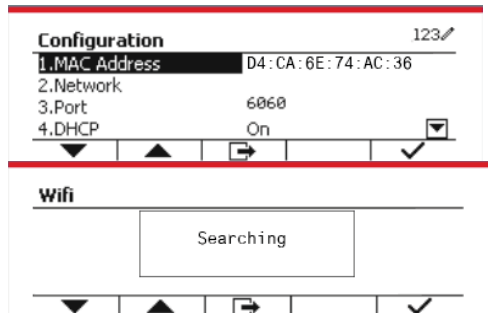 Configuration 123
1.MAC Address D4:CA:6E:74:AC:36
2.Network
3.Port 6060
4.DHCP On
Wifi
Searching